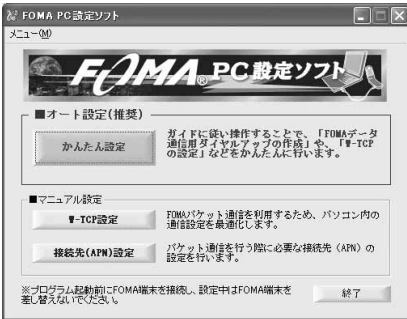 FOMA PC設定ソフト
メニュー(M)
FOMA® PC設定ソフト
■オート設定(推奨)
かんたん設定
ガイドに従い操作することで、「FOMAデータ
通信用ダイヤルアップの作成」や、「W-TCP
の設定」などをかんたんに行います。
■マニュアル設定
W-TCP設定
FOMAパケット通信を利用するため、パソコン内の
通信設定を最適化します。
接続先(APN)設定
パケット通信を行う際に必要な接続先(APN)の
設定を行います。
※プログラム起動前にFOMA端末を接続し、設定中はFOMA端末を
差し替えないでください。
終了